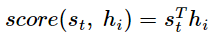 score(s_t, h_i) = s_t^T h_i